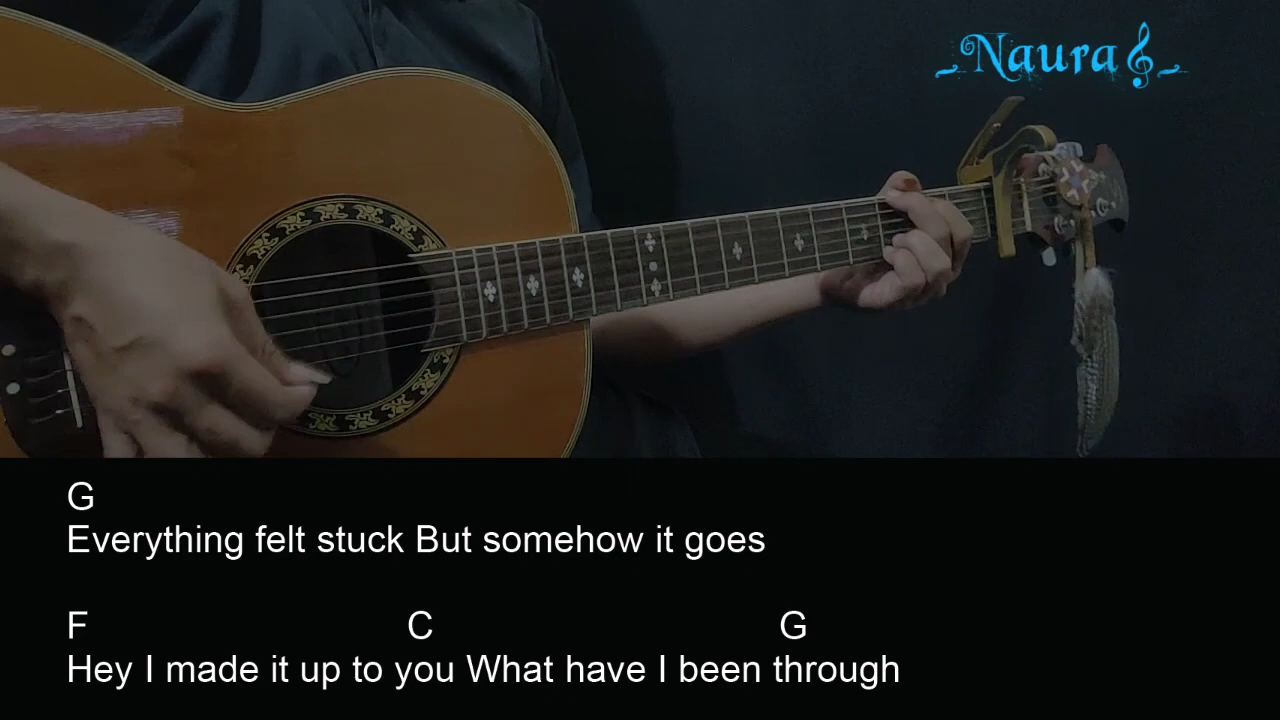 Naura
G
Everything felt stuck But somehow it goes
F C G
Hey I made it up to you What have I been through